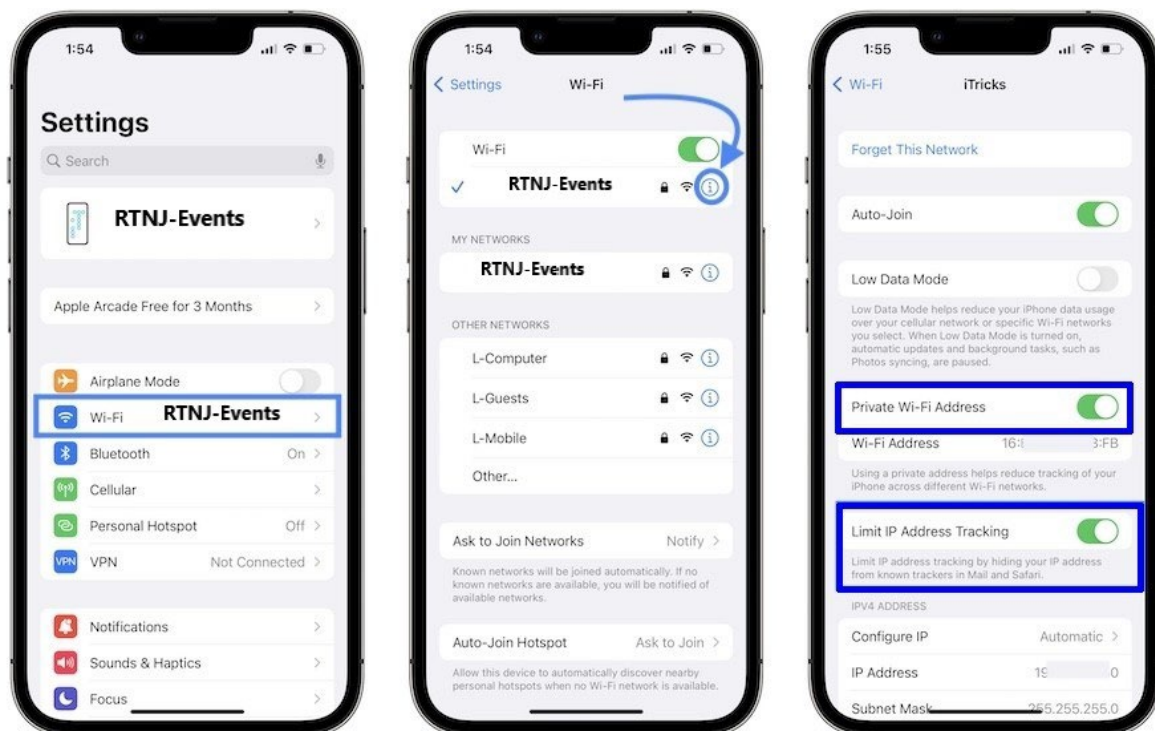 1:54
Settings
Search
RTNJ-Events
Apple Arcade Free for 3 Months
Airplane Mode
Wi-Fi RTNJ-Events
Bluetooth On
Cellular
Personal Hotspot Off
VPN VPN Not Connected
Notifications
Sounds & Haptics
Focus
1:54
Settings Wi-Fi
Wi-Fi
RTNJ-Events
MY NETWORKS
RTNJ-Events
OTHER NETWORKS
L-Computer
L-Guests
L-Mobile
Other...
Ask to Join Networks Notify
Known networks will be joined automatically. If no
known networks are available, you will be notified of
available networks.
Auto-Join Hotspot Ask to Join
Allow this device to automatically discover nearby
personal hotspots when no Wi-Fi network is available.
1:55
Wi-Fi iTricks
Forget This Network
Auto-Join
Low Data Mode
Low Data Mode helps reduce your iPhone data usage
over your cellular network or specific Wi-Fi networks
you select. When Low Data Mode is turned on,
automatic updates and background tasks, such as
Photos syncing, are paused.
Private Wi-Fi Address
Wi-Fi Address 16: :FB
Using a private address helps reduce tracking of your
iPhone across different Wi-Fi networks.
Limit IP Address Tracking
Limit IP address tracking by hiding your IP address
from known trackers in Mail and Safari.
IPV4 ADDRESS
Configure IP Automatic
IP Address 19 0
Subnet Mask 255.255.255.0